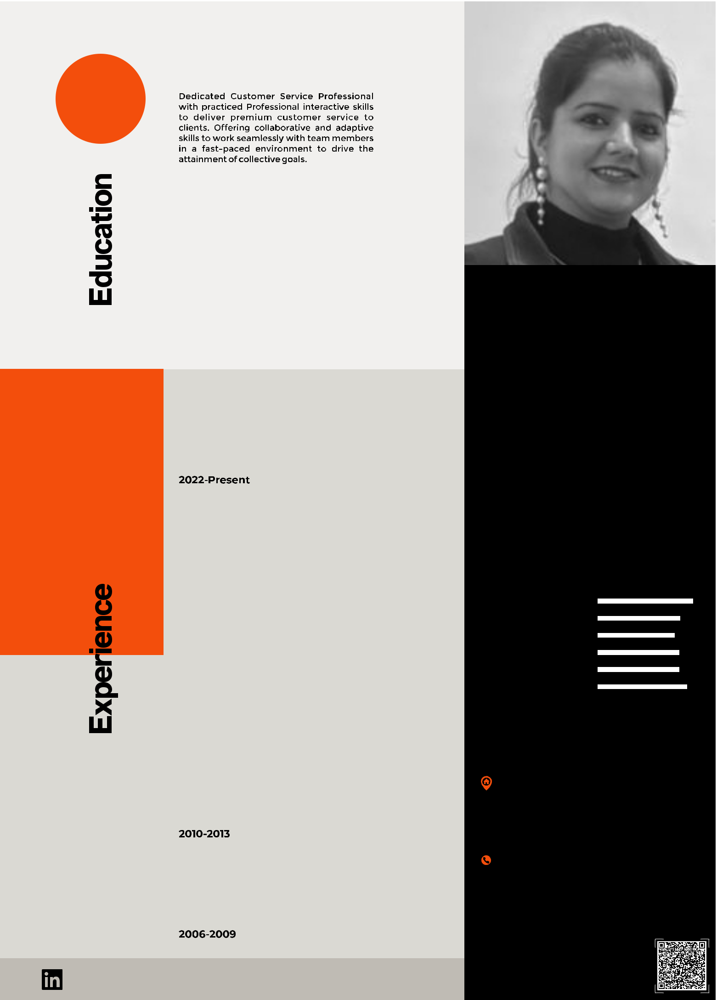 Dedicated Customer Service Professional
with practiced Professional interactive skills
to deliver premium customer service to
clients. Offering collaborative and adaptive
skills to work seamlessly with team members
in a fast-paced environment to drive the
attainment of collective goals.
Education
2022-Present
Experience
2010-2013
2006-2009
in